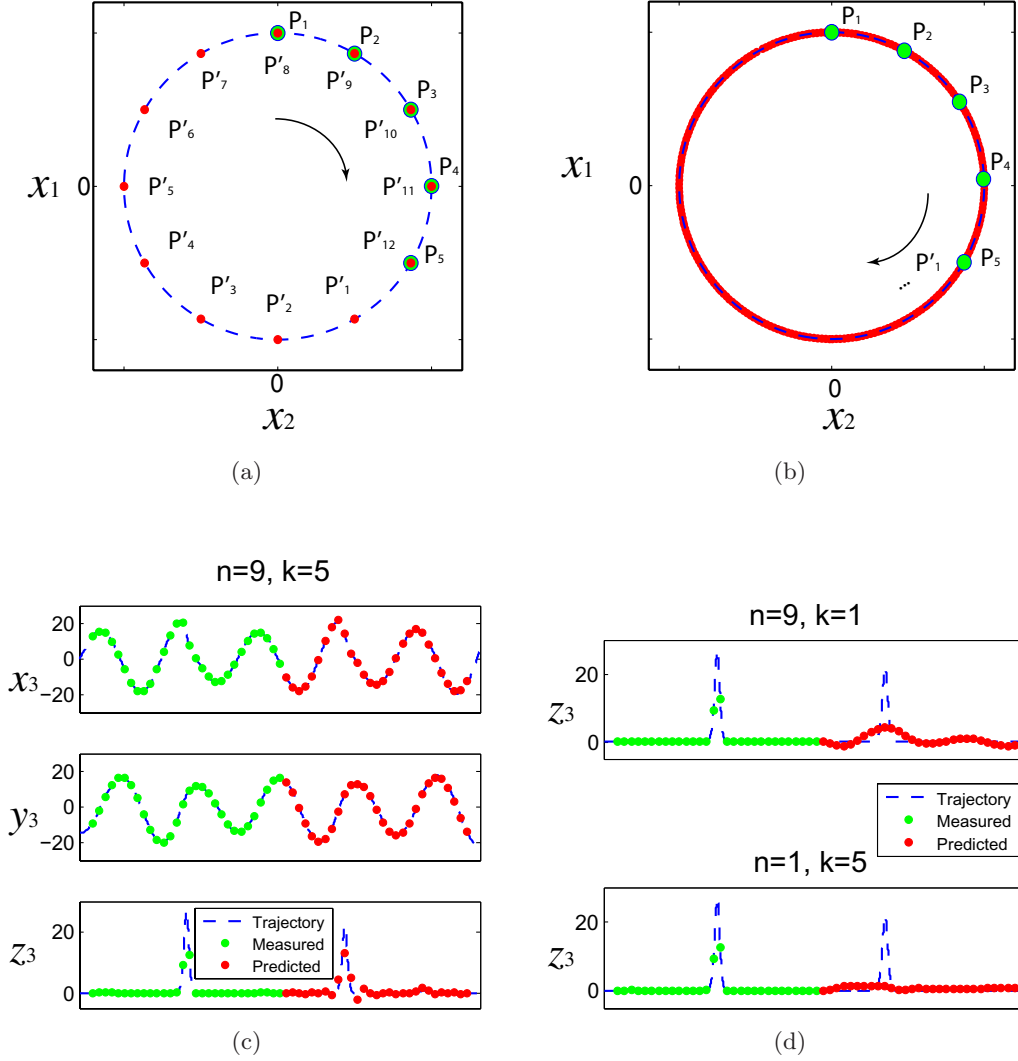 P1
P2
P3
P4
P5
P'1
P'2
P'3
P'4
P'5
P'6
P'7
P'8
P'9
P'10
P'11
P'12
x1
0
0
x2
(a)
P1
P2
P3
P4
P5
P'1
...
x1
0
0
x2
(b)
n=9, k=5
20
0
−20
x3
20
0
−20
y3
20
0
z3
Trajectory
Measured
Predicted
(c)
n=9, k=1
20
0
z3
Trajectory
Measured
Predicted
n=1, k=5
20
0
z3
(d)